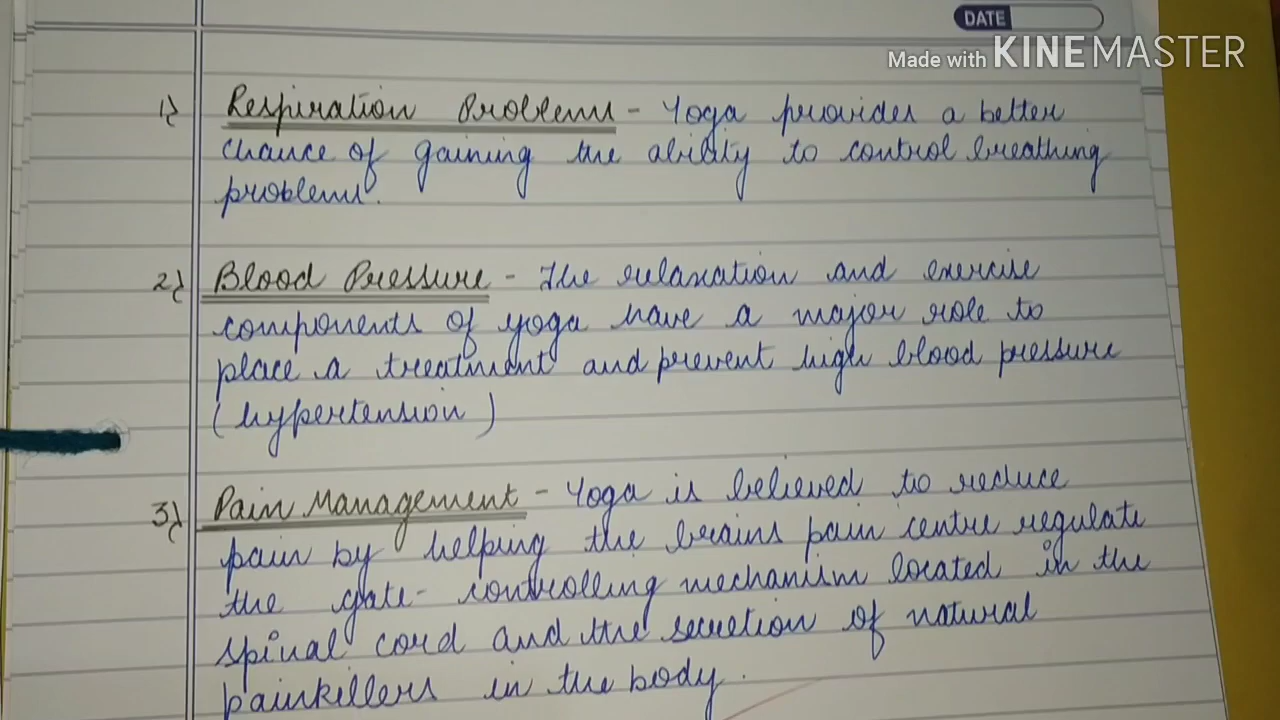 DATE
Made with KINEMASTER
1} Respiration Problems - Yoga provides a better
chance of gaining the ability to control breathing
problems.
2} Blood Pressure - The relaxation and exercise
components of yoga have a major role to
place a treatment and prevent high blood pressure
(hypertension)
3} Pain Management - Yoga is believed to reduce
pain by helping the brains pain centre regulate
the gate-controlling mechanism located in the
spinal cord and the secretion of natural
painkillers in the body.